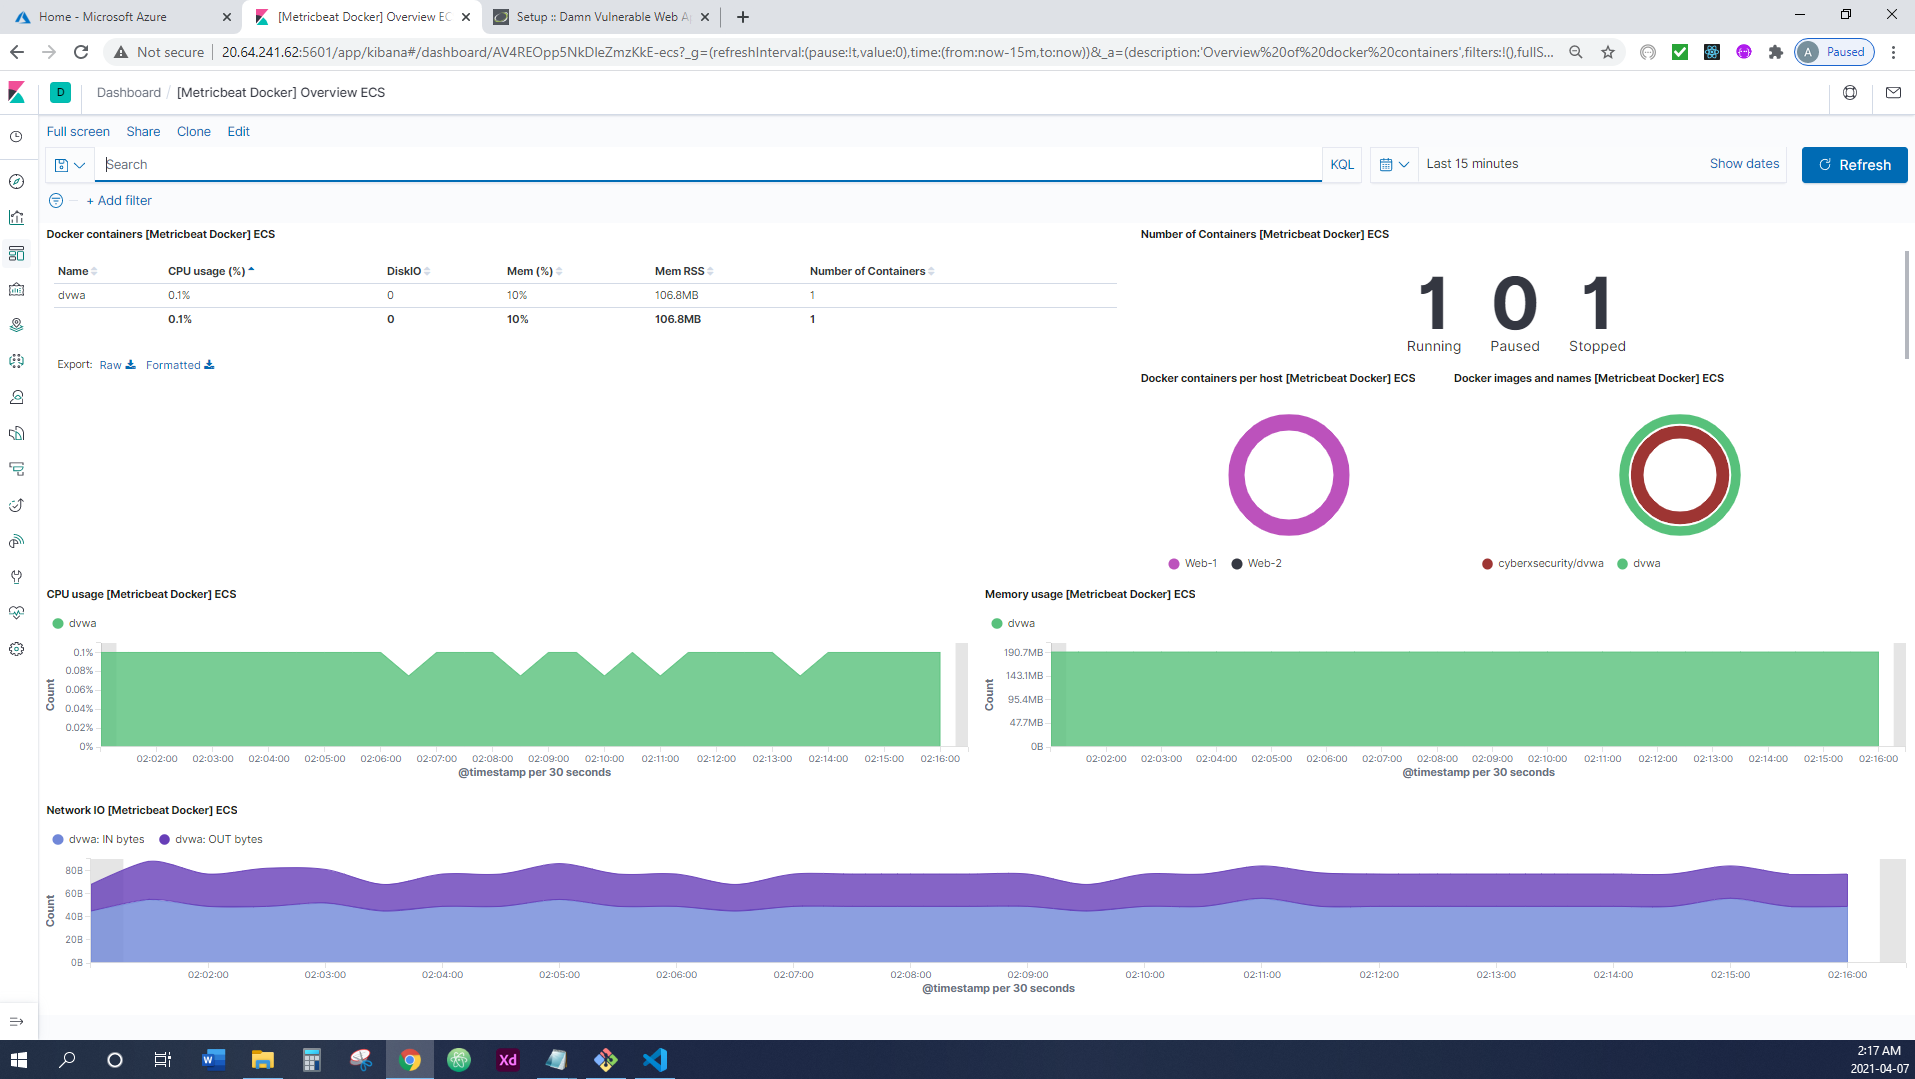 Home - Microsoft Azure
[Metricbeat Docker] Overview EC
Setup :: Damn Vulnerable Web Ap
Not secure
20.64.241.62:5601/app/kibana#/dashboard/AV4REOpp5NkDleZmzKkE-ecs?_g=(refreshInterval:(pause:!t,value:0),time:(from:now-15m,to:now))&_a=(description:'Overview%20of%20docker%20containers',filters:!(),fullS...
A Paused
D Dashboard / [Metricbeat Docker] Overview ECS
Full screen Share Clone Edit
Search
KQL
Last 15 minutes
Show dates
Refresh
+ Add filter
Docker containers [Metricbeat Docker] ECS
Name CPU usage (%) DiskIO Mem (%) Mem RSS Number of Containers
dvwa 0.1% 0 10% 106.8MB 1
0.1% 0 10% 106.8MB 1
Export: Raw Formatted
Number of Containers [Metricbeat Docker] ECS
1 0 1
Running Paused Stopped
Docker containers per host [Metricbeat Docker] ECS
Web-1 Web-2
Docker images and names [Metricbeat Docker] ECS
cyberxsecurity/dvwa dvwa
CPU usage [Metricbeat Docker] ECS
dvwa
0.1%
0.08%
0.06%
0.04%
0.02%
0%
Count
02:02:00 02:03:00 02:04:00 02:05:00 02:06:00 02:07:00 02:08:00 02:09:00 02:10:00 02:11:00 02:12:00 02:13:00 02:14:00 02:15:00 02:16:00
@timestamp per 30 seconds
Memory usage [Metricbeat Docker] ECS
dvwa
190.7MB
143.1MB
95.4MB
47.7MB
0B
Count
02:02:00 02:03:00 02:04:00 02:05:00 02:06:00 02:07:00 02:08:00 02:09:00 02:10:00 02:11:00 02:12:00 02:13:00 02:14:00 02:15:00 02:16:00
@timestamp per 30 seconds
Network IO [Metricbeat Docker] ECS
dvwa: IN bytes dvwa: OUT bytes
80B
60B
40B
20B
0B
Count
02:02:00 02:03:00 02:04:00 02:05:00 02:06:00 02:07:00 02:08:00 02:09:00 02:10:00 02:11:00 02:12:00 02:13:00 02:14:00 02:15:00 02:16:00
@timestamp per 30 seconds
W
Xd
2:17 AM
2021-04-07